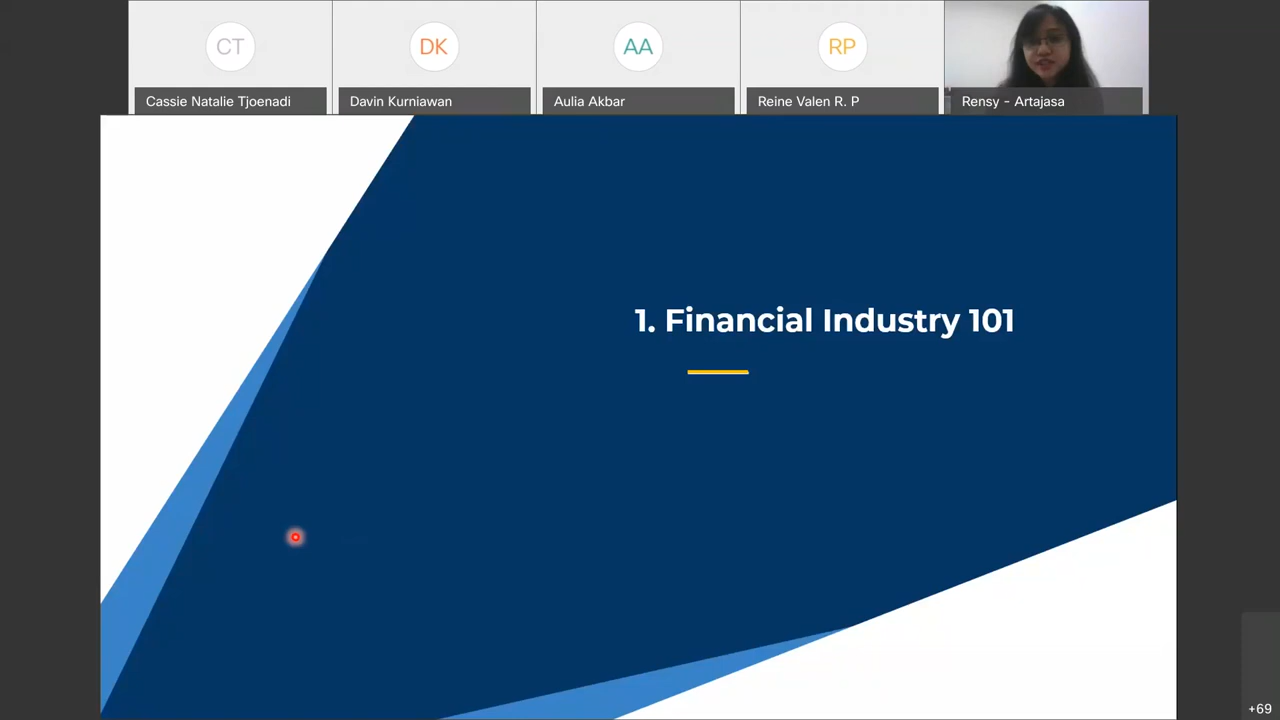 CT
DK
AA
RP
Cassie Natalie Tjoenadi
Davin Kurniawan
Aulia Akbar
Reine Valen R. P
Rensy - Artajasa
1. Financial Industry 101
+69